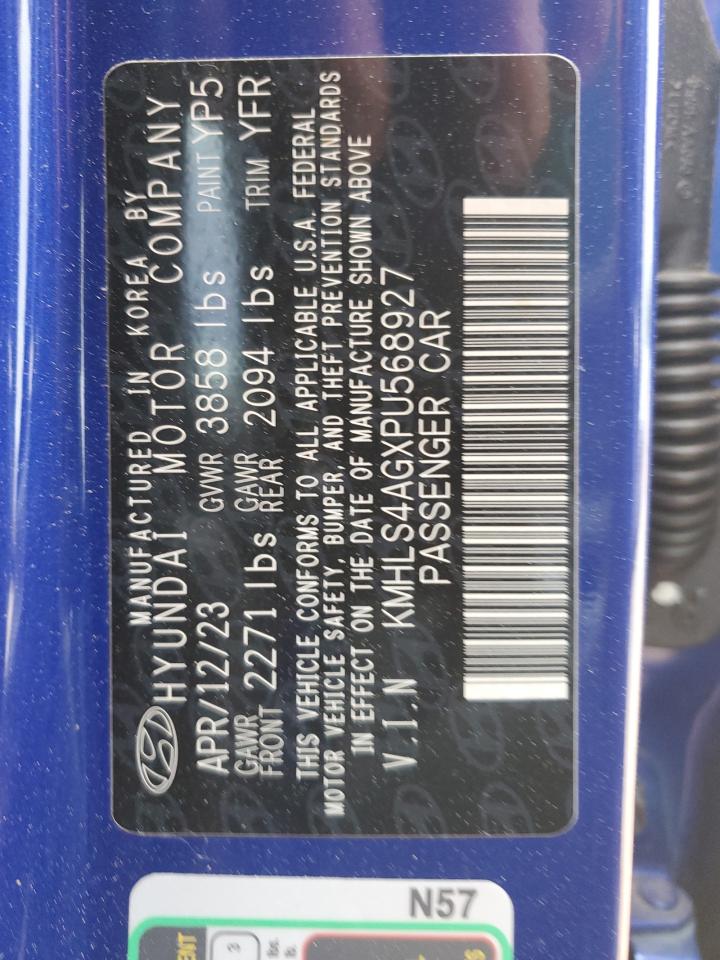 MANUFACTURED IN KOREA BY
HYUNDAI MOTOR COMPANY
APR/12/23 GVWR 3858 lbs PAINT YP5
GAWR FRONT 2271 lbs GAWR REAR 2094 lbs TRIM YFR
THIS VEHICLE CONFORMS TO ALL APPLICABLE U.S.A. FEDERAL
MOTOR VEHICLE SAFETY, BUMPER, AND THEFT PREVENTION STANDARDS
IN EFFECT ON THE DATE OF MANUFACTURE SHOWN ABOVE
V.I.N KMHLS4AGXPU568927
PASSENGER CAR
N57
3